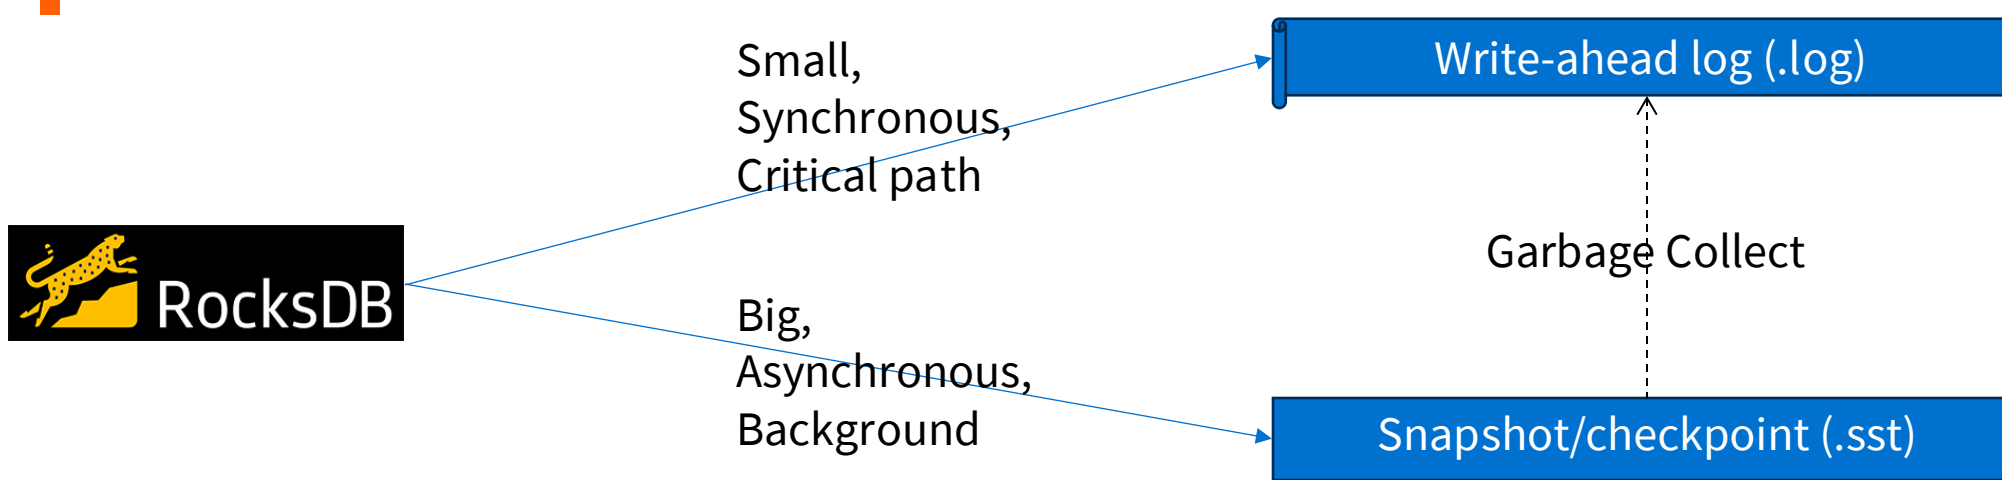 Small,
Synchronous,
Critical path
Write-ahead log (.log)
RocksDB
Garbage Collect
Big,
Asynchronous,
Background
Snapshot/checkpoint (.sst)